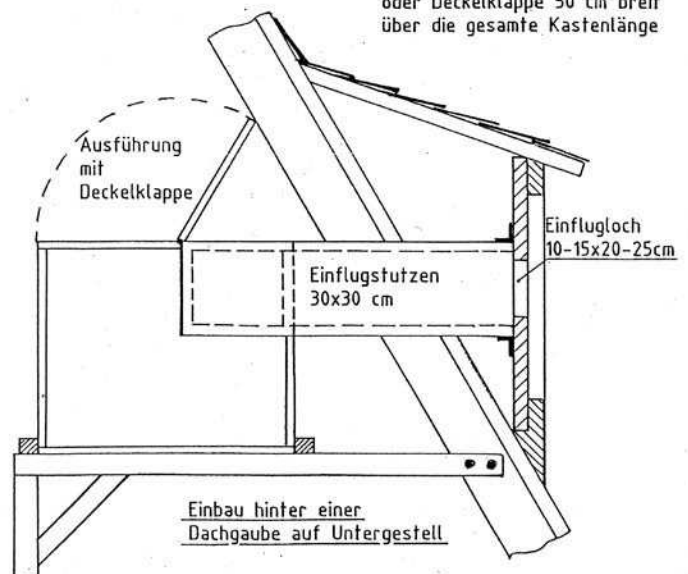 oder Deckelklappe 50 cm breit
über die gesamte Kastenlänge
Ausführung
mit
Deckelklappe
Einflugloch
10-15x20-25cm
Einflugstutzen
30x30 cm
Einbau hinter einer
Dachgaube auf Untergestell